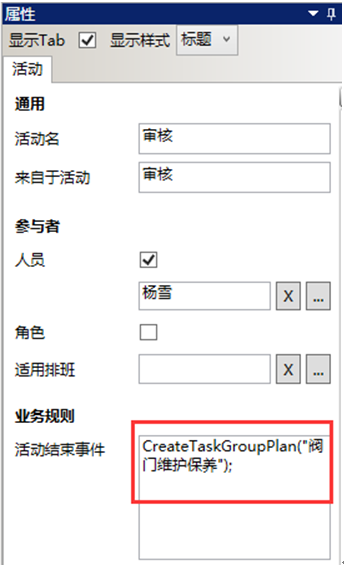 属性
显示Tab 显示样式 标题
活动
通用
活动名 审核
来自于活动 审核
参与者
人员
杨雪 X ...
角色
适用排班 X ...
业务规则
活动结束事件 CreateTaskGroupPlan("阀
门维护保养");